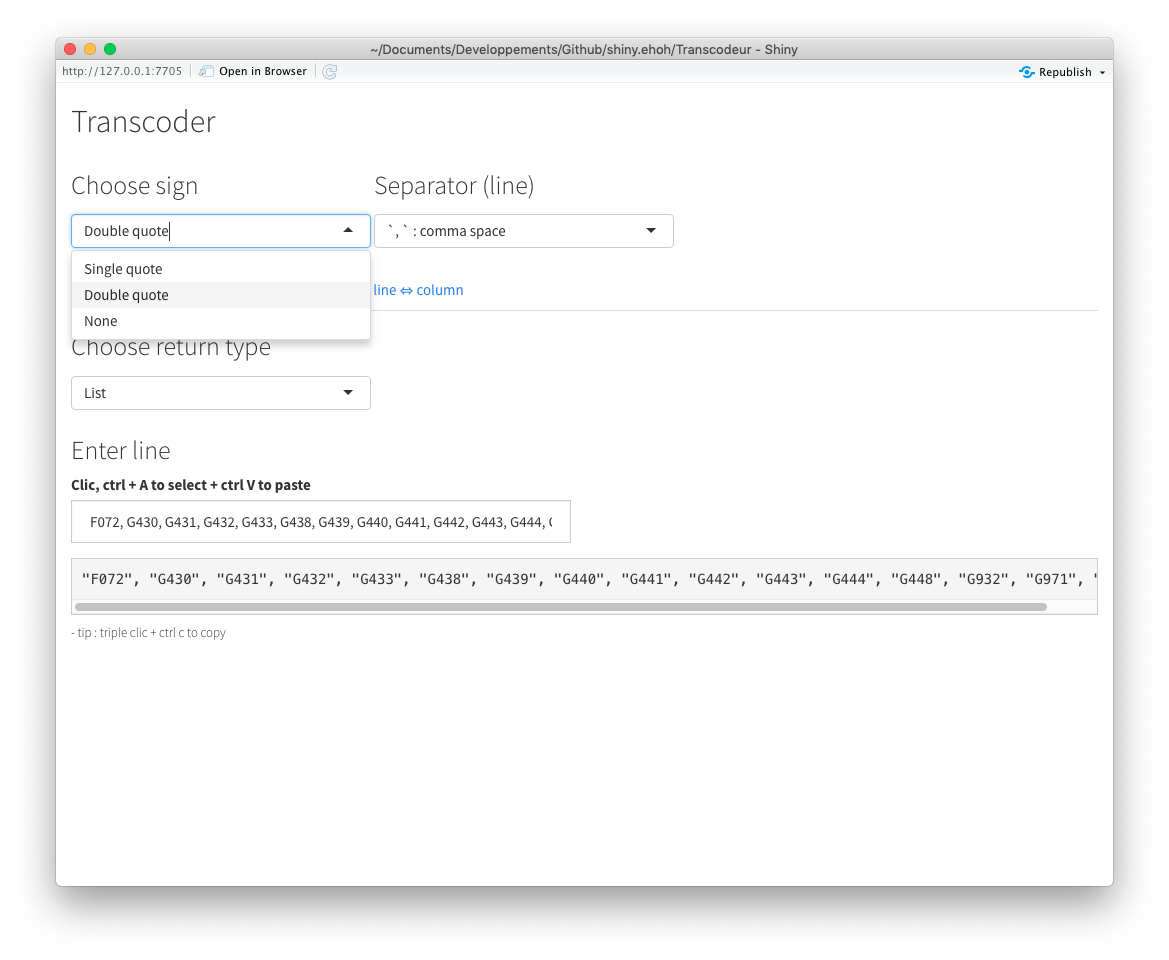 ~/Documents/Developpements/Github/shiny.ehoh/Transcodeur - Shiny
http://127.0.0.1:7705 Open in Browser Republish
Transcoder
Choose sign Separator (line)
Double quote `, ` : comma space
Single quote
Double quote
None
line ⇔ column
Choose return type
List
Enter line
Clic, ctrl + A to select + ctrl V to paste
F072, G430, G431, G432, G433, G438, G439, G440, G441, G442, G443, G444,
"F072", "G430", "G431", "G432", "G433", "G438", "G439", "G440", "G441", "G442", "G443", "G444", "G448", "G932", "G971",
- tip : triple clic + ctrl c to copy